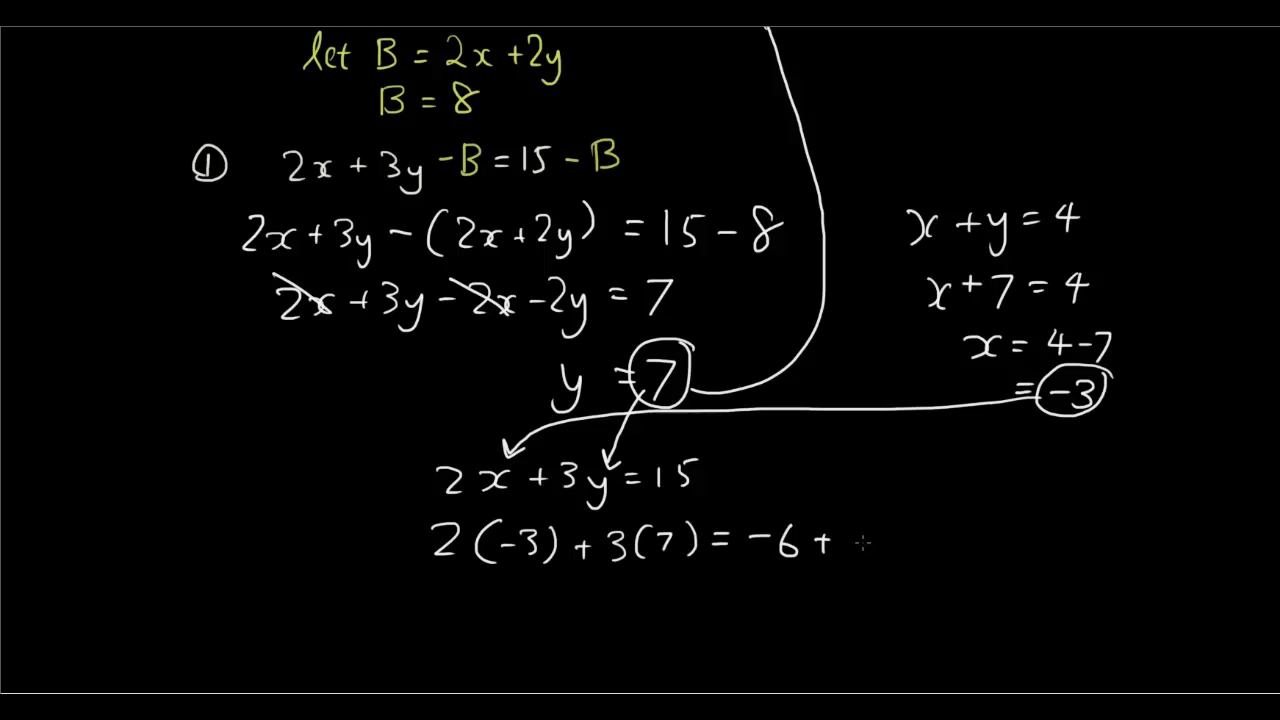 let B = 2x + 2y
B = 8
① 2x + 3y - B = 15 - B
2x + 3y - (2x + 2y) = 15 - 8
2x + 3y - 2x - 2y = 7
y = 7
x + y = 4
x + 7 = 4
x = 4 - 7
= -3
2x + 3y = 15
2(-3) + 3(7) = -6 +